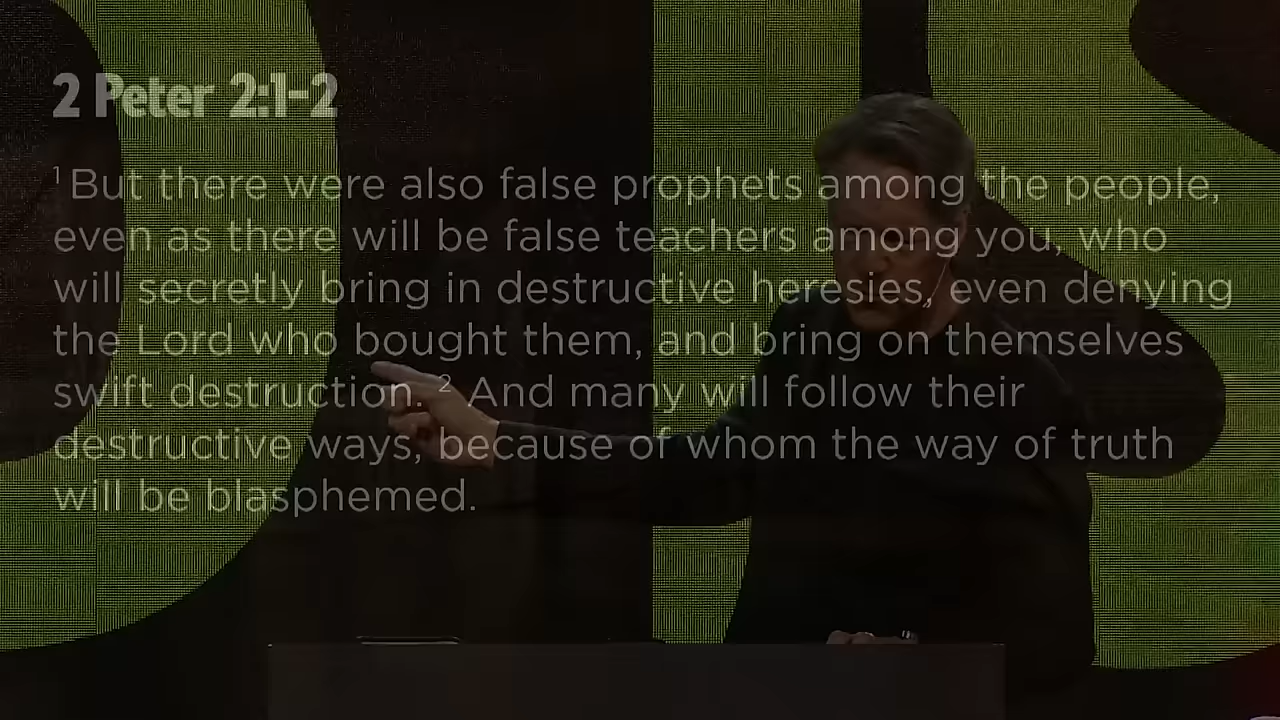 2 Peter 2:1-2
¹ But there were also false prophets among the people,
even as there will be false teachers among you, who
will secretly bring in destructive heresies, even denying
the Lord who bought them, and bring on themselves
swift destruction. ² And many will follow their
destructive ways, because of whom the way of truth
will be blasphemed.